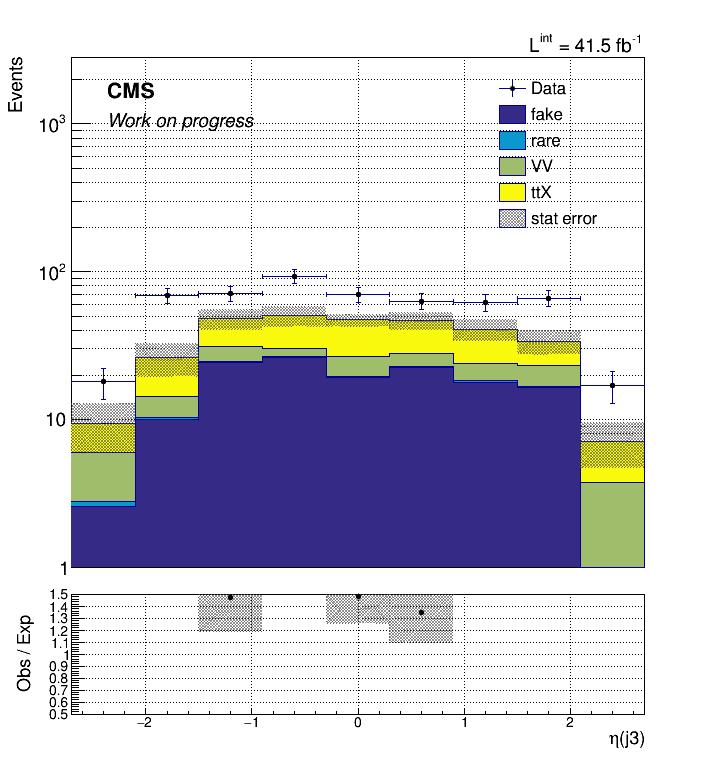 L^int = 41.5 fb^-1
Events
CMS
Work on progress
Data
fake
rare
VV
ttX
stat error
10^3
10^2
10
1
Obs / Exp
1.5
1.4
1.3
1.2
1.1
1
0.9
0.8
0.7
0.6
0.5
−2 −1 0 1 2
η(j3)